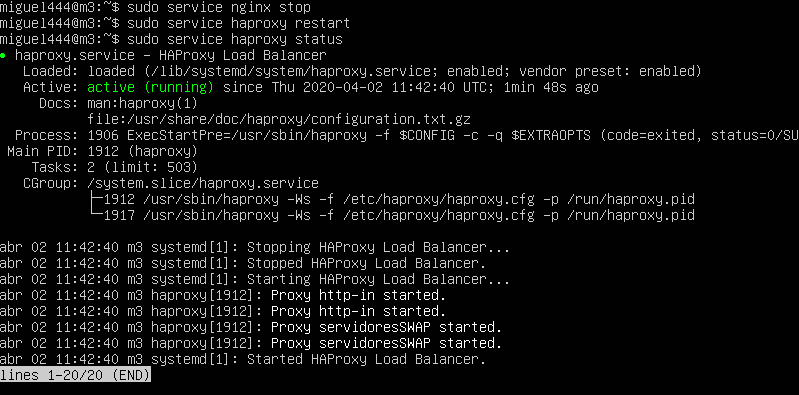 miguel444@m3:~$ sudo service nginx stop
miguel444@m3:~$ sudo service haproxy restart
miguel444@m3:~$ sudo service haproxy status
● haproxy.service - HAProxy Load Balancer
   Loaded: loaded (/lib/systemd/system/haproxy.service; enabled; vendor preset: enabled)
   Active: active (running) since Thu 2020-04-02 11:42:40 UTC; 1min 48s ago
     Docs: man:haproxy(1)
           file:/usr/share/doc/haproxy/configuration.txt.gz
  Process: 1906 ExecStartPre=/usr/sbin/haproxy -f $CONFIG -c -q $EXTRAOPTS (code=exited, status=0/SU
 Main PID: 1912 (haproxy)
    Tasks: 2 (limit: 503)
   CGroup: /system.slice/haproxy.service
           ├─1912 /usr/sbin/haproxy -Ws -f /etc/haproxy/haproxy.cfg -p /run/haproxy.pid
           └─1917 /usr/sbin/haproxy -Ws -f /etc/haproxy/haproxy.cfg -p /run/haproxy.pid

abr 02 11:42:40 m3 systemd[1]: Stopping HAProxy Load Balancer...
abr 02 11:42:40 m3 systemd[1]: Stopped HAProxy Load Balancer.
abr 02 11:42:40 m3 systemd[1]: Starting HAProxy Load Balancer...
abr 02 11:42:40 m3 haproxy[1912]: Proxy http-in started.
abr 02 11:42:40 m3 haproxy[1912]: Proxy http-in started.
abr 02 11:42:40 m3 haproxy[1912]: Proxy servidoresSWAP started.
abr 02 11:42:40 m3 haproxy[1912]: Proxy servidoresSWAP started.
abr 02 11:42:40 m3 systemd[1]: Started HAProxy Load Balancer.
lines 1-20/20 (END)